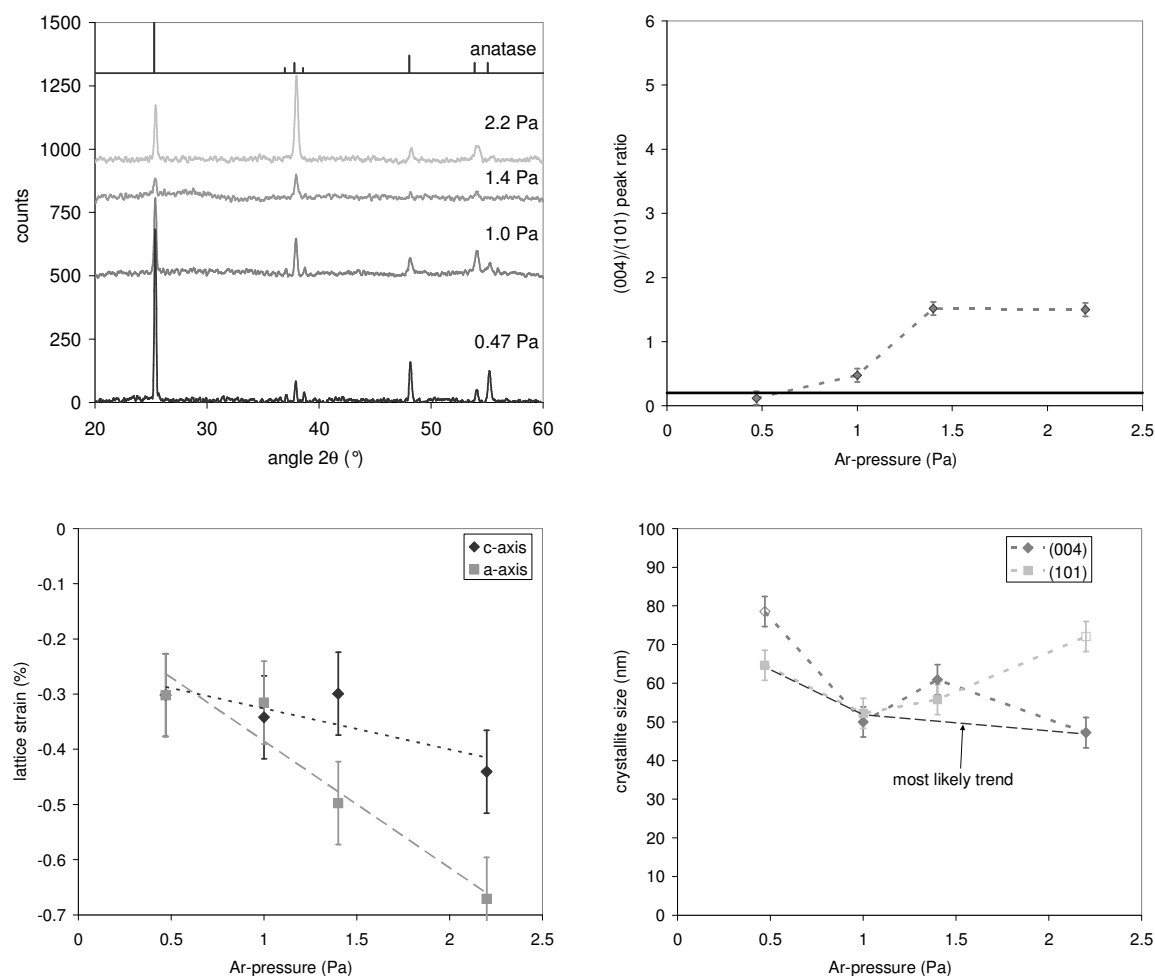 1500
1250
1000
750
500
250
0
counts
anatase
2.2 Pa
1.4 Pa
1.0 Pa
0.47 Pa
20 30 40 50 60
angle 2θ (°)
6
5
4
3
2
1
0
(004)/(101) peak ratio
0 0.5 1 1.5 2 2.5
Ar-pressure (Pa)
0
-0.1
-0.2
-0.3
-0.4
-0.5
-0.6
-0.7
lattice strain (%)
c-axis
a-axis
0 0.5 1 1.5 2 2.5
Ar-pressure (Pa)
100
90
80
70
60
50
40
30
20
10
0
crystallite size (nm)
(004)
(101)
most likely trend
0 0.5 1 1.5 2 2.5
Ar-pressure (Pa)